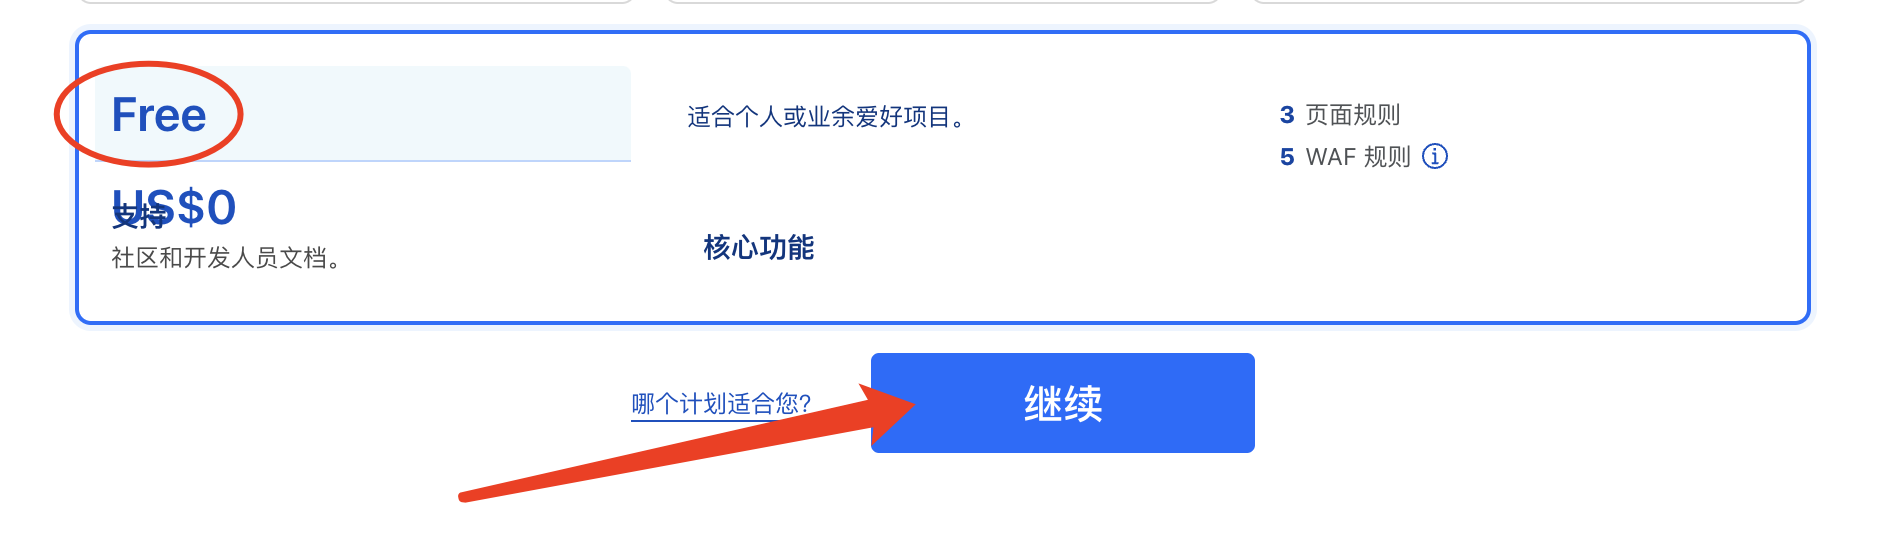 Free
适合个人或业余爱好项目。
3 页面规则
5 WAF 规则
US$0
支持
社区和开发人员文档。
核心功能
哪个计划适合您?
继续